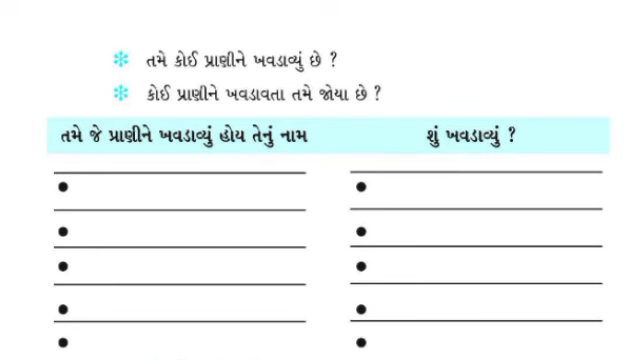 તમે કોઈ પ્રાણીને ખવડાવ્યું છે ?
કોઈ પ્રાણીને ખવડાવતા તમે જોયા છે ?
તમે જે પ્રાણીને ખવડાવ્યું હોય તેનું નામ શું ખવડાવ્યું ?